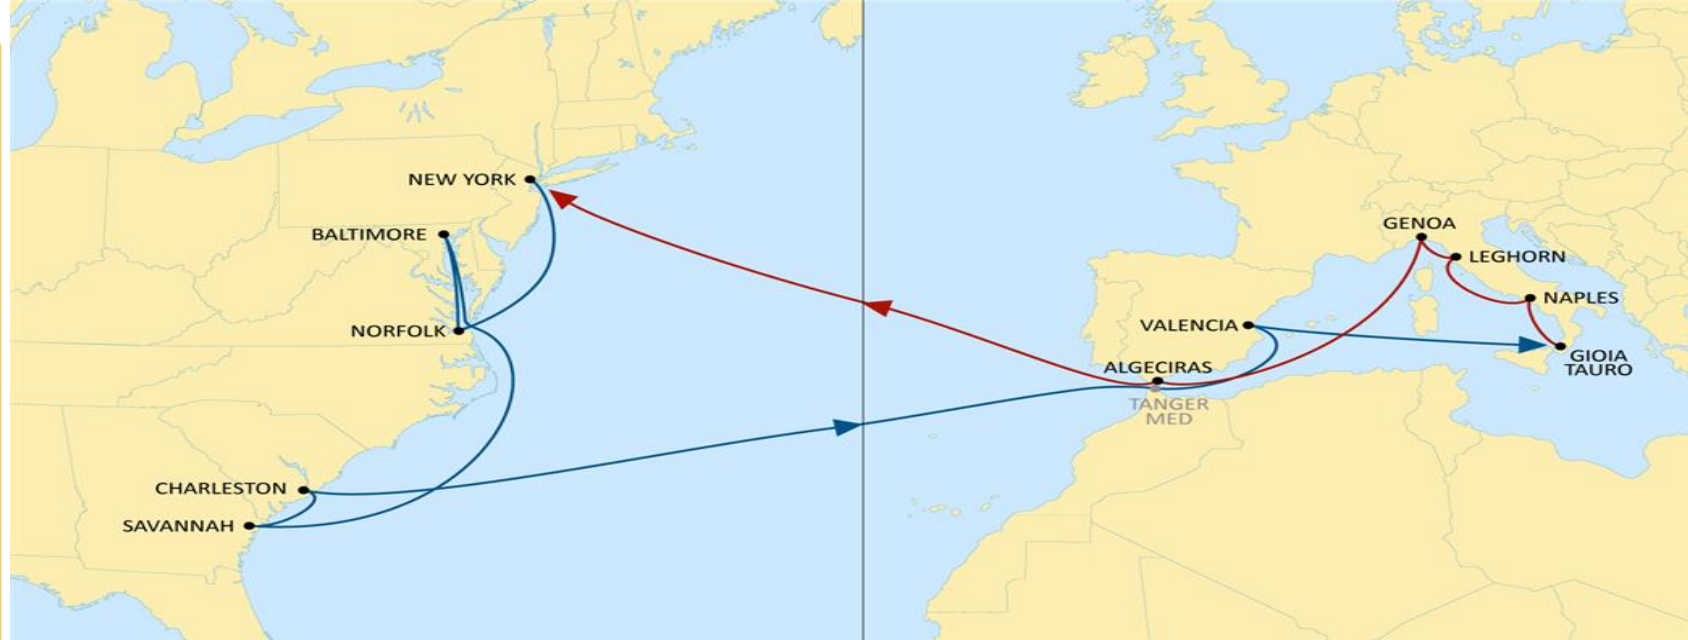 NEW YORK
BALTIMORE
NORFOLK
CHARLESTON
SAVANNAH
GENOA
LEGHORN
NAPLES
VALENCIA
GIOIA
TAURO
ALGECIRAS
TANGER
MED